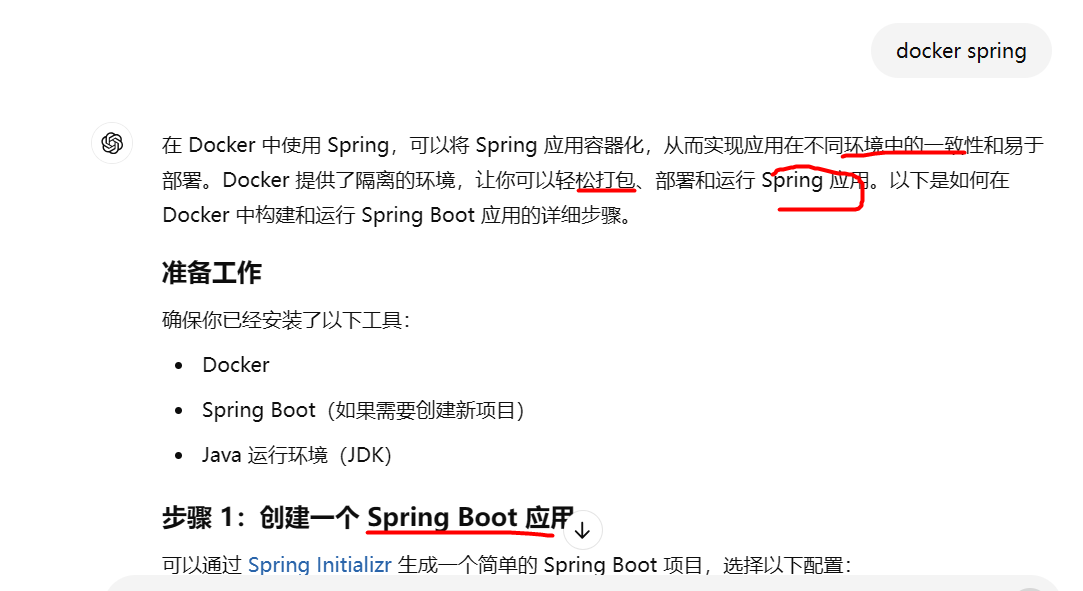 docker spring
在 Docker 中使用 Spring，可以将 Spring 应用容器化，从而实现应用在不同环境中的一致性和易于
部署。Docker 提供了隔离的环境，让你可以轻松打包、部署和运行 Spring 应用。以下是如何在
Docker 中构建和运行 Spring Boot 应用的详细步骤。
准备工作
确保你已经安装了以下工具：
• Docker
• Spring Boot（如果需要创建新项目）
• Java 运行环境（JDK）
步骤 1：创建一个 Spring Boot 应用
可以通过 Spring Initializr 生成一个简单的 Spring Boot 项目，选择以下配置：